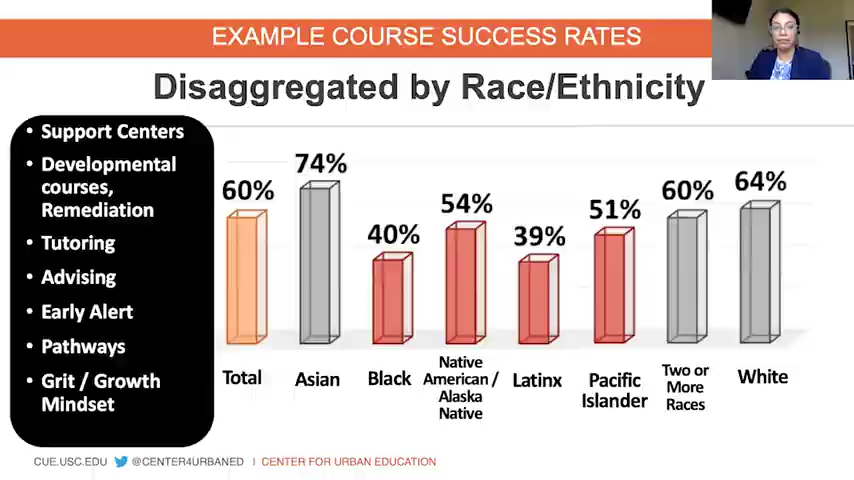 EXAMPLE COURSE SUCCESS RATES
Disaggregated by Race/Ethnicity
• Support Centers
• Developmental
courses,
Remediation
• Tutoring
• Advising
• Early Alert
• Pathways
• Grit / Growth
Mindset
60%
74%
40%
54%
39%
51%
60%
64%
Total
Asian
Black
Native
American /
Alaska
Native
Latinx
Pacific
Islander
Two or
More
Races
White
CUE.USC.EDU @CENTER4URBANED | CENTER FOR URBAN EDUCATION